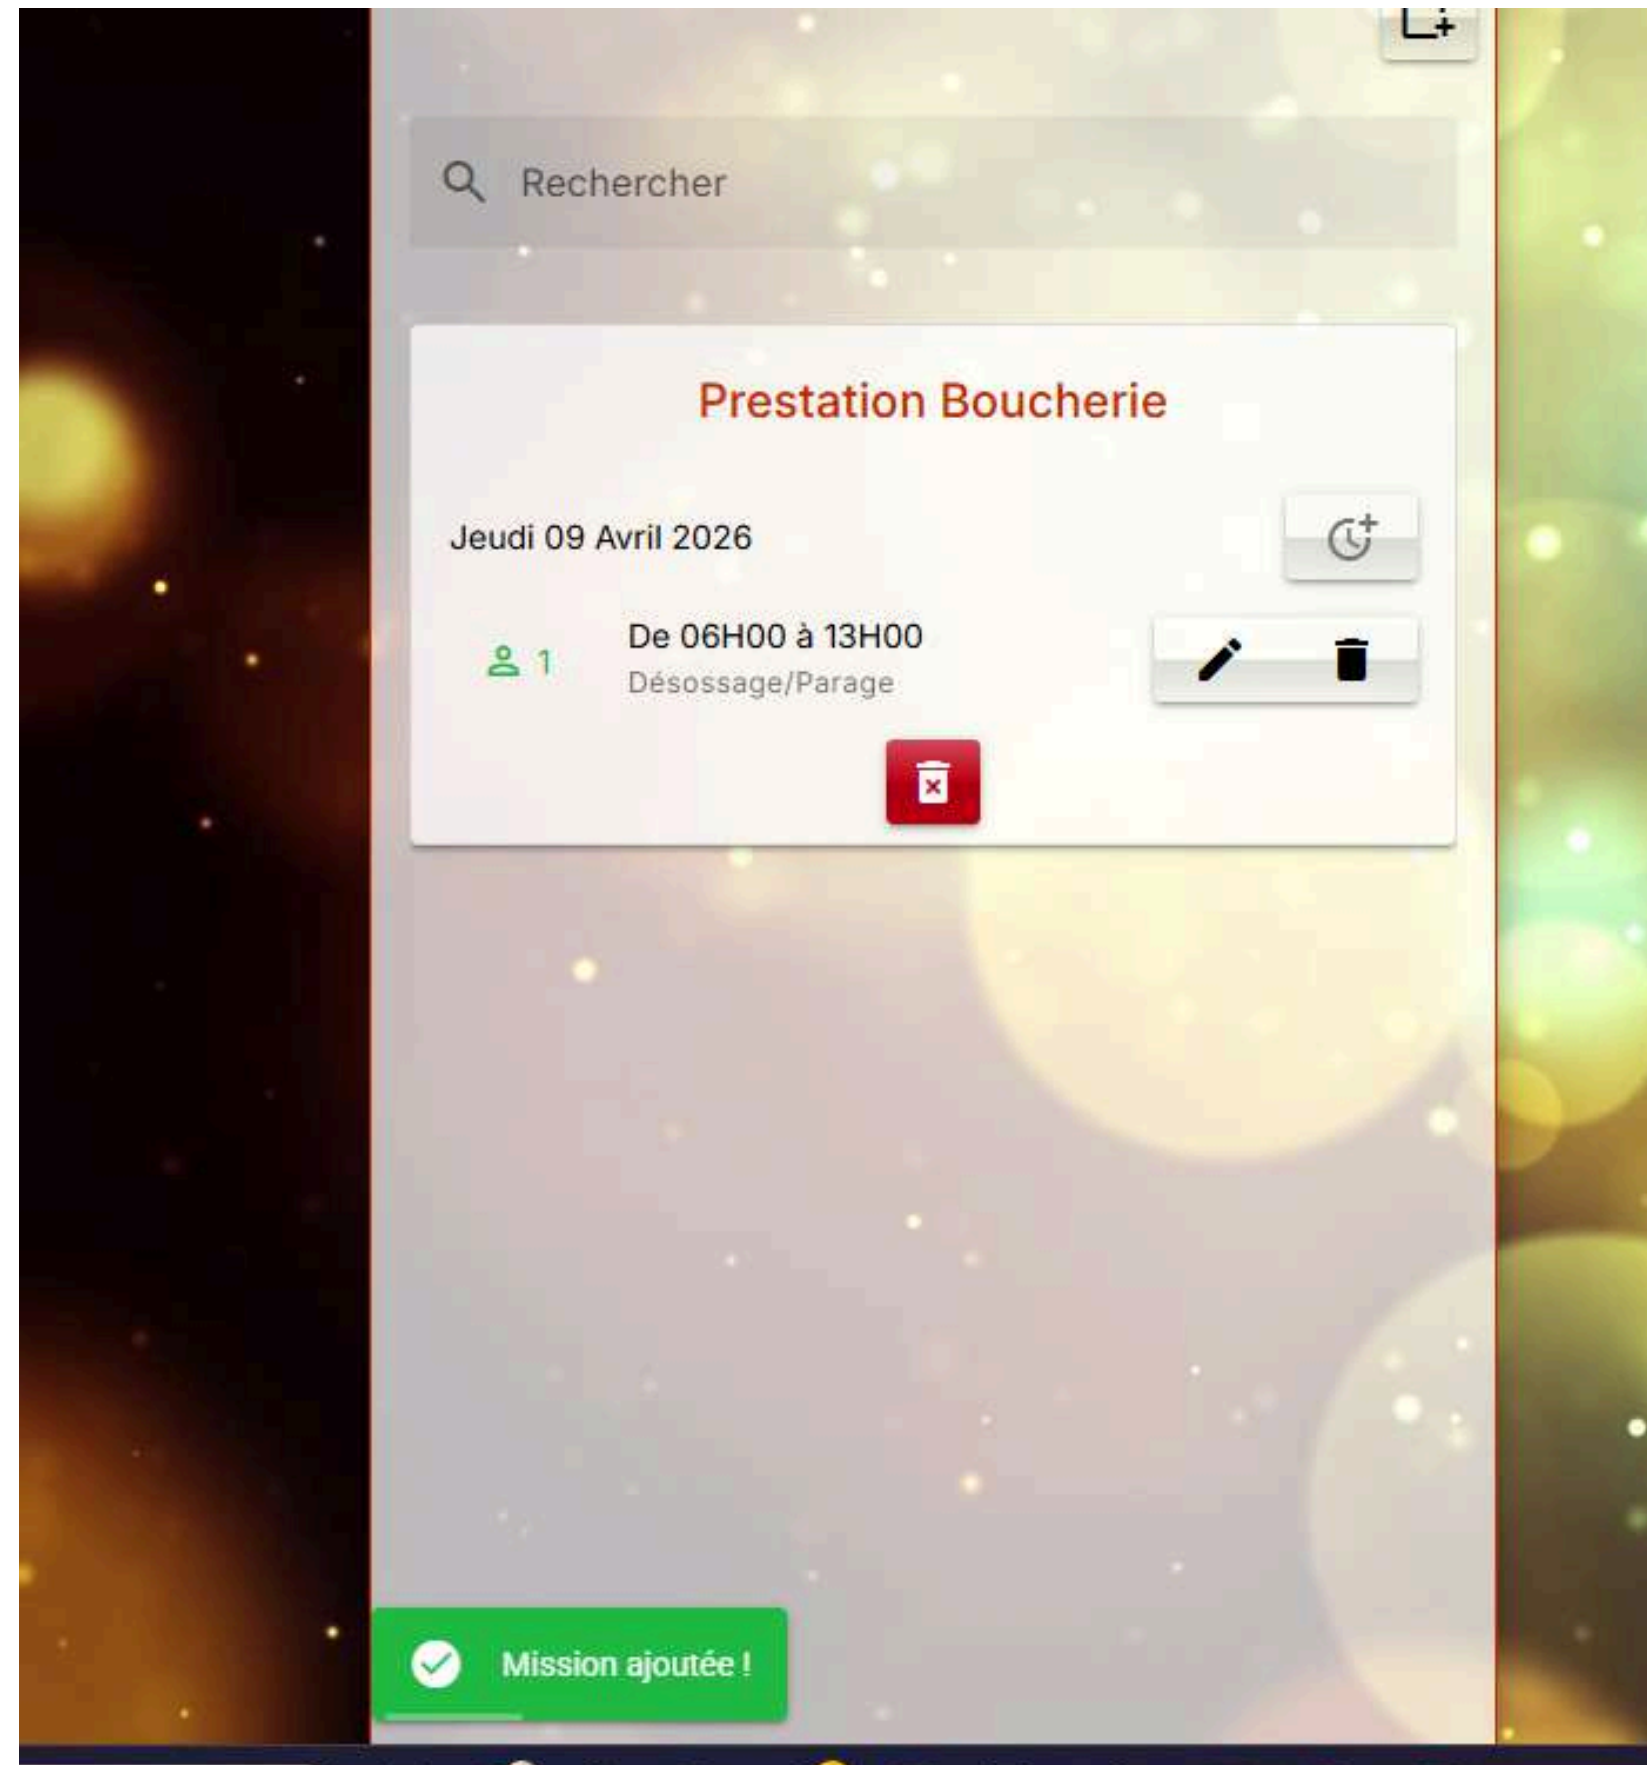 Rechercher
Prestation Boucherie
Jeudi 09 Avril 2026
1
De 06H00 à 13H00
Désossage/Parage
Mission ajoutée !